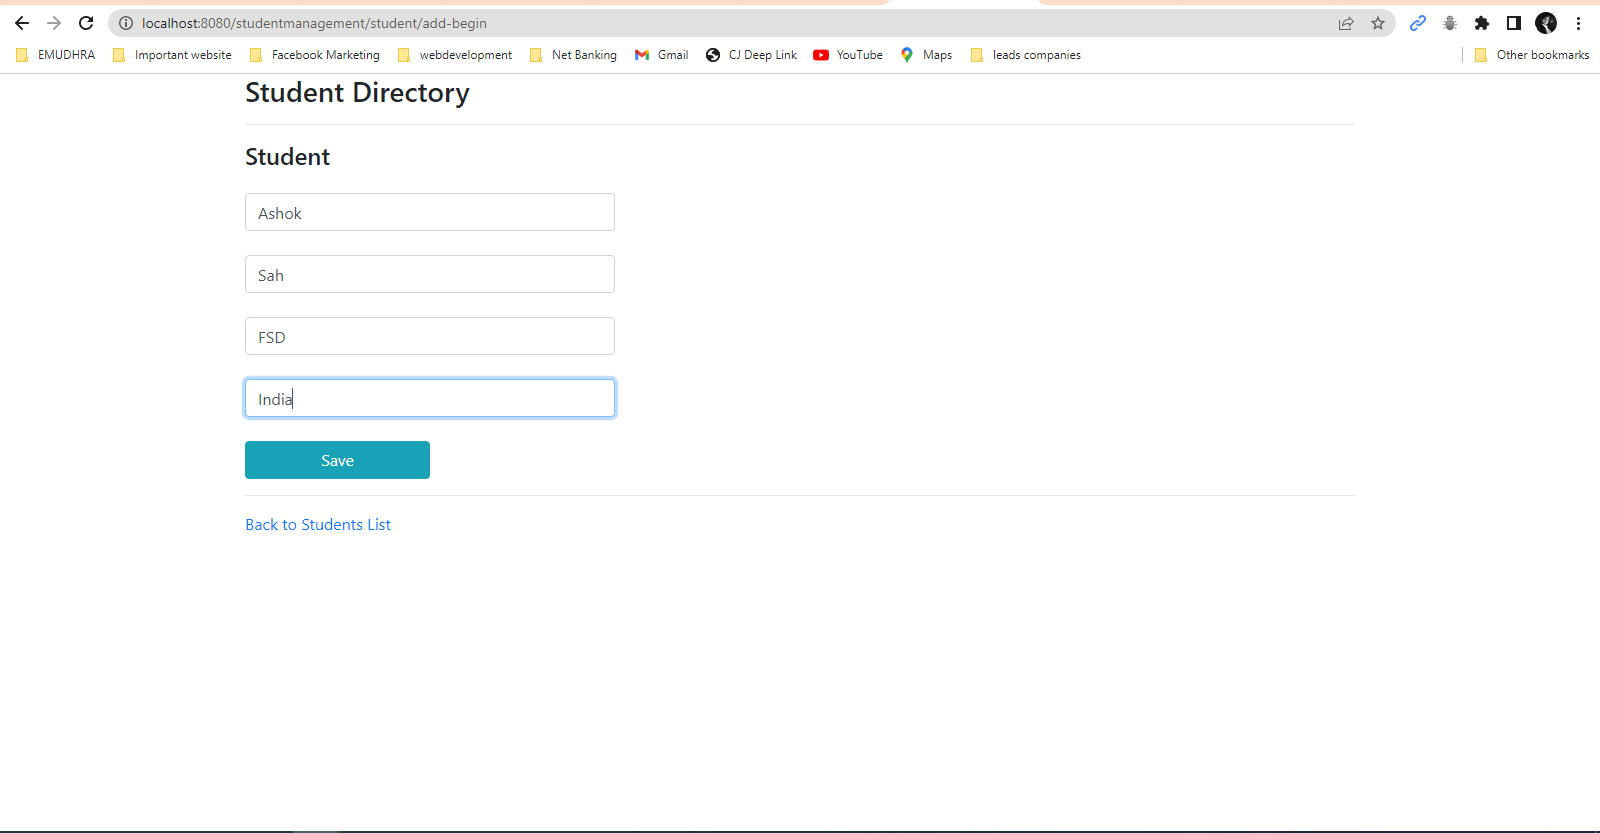 localhost:8080/studentmanagement/student/add-begin
EMUDHRA Important website Facebook Marketing webdevelopment Net Banking Gmail CJ Deep Link YouTube Maps leads companies Other bookmarks
Student Directory
Student
Ashok
Sah
FSD
India
Save
Back to Students List